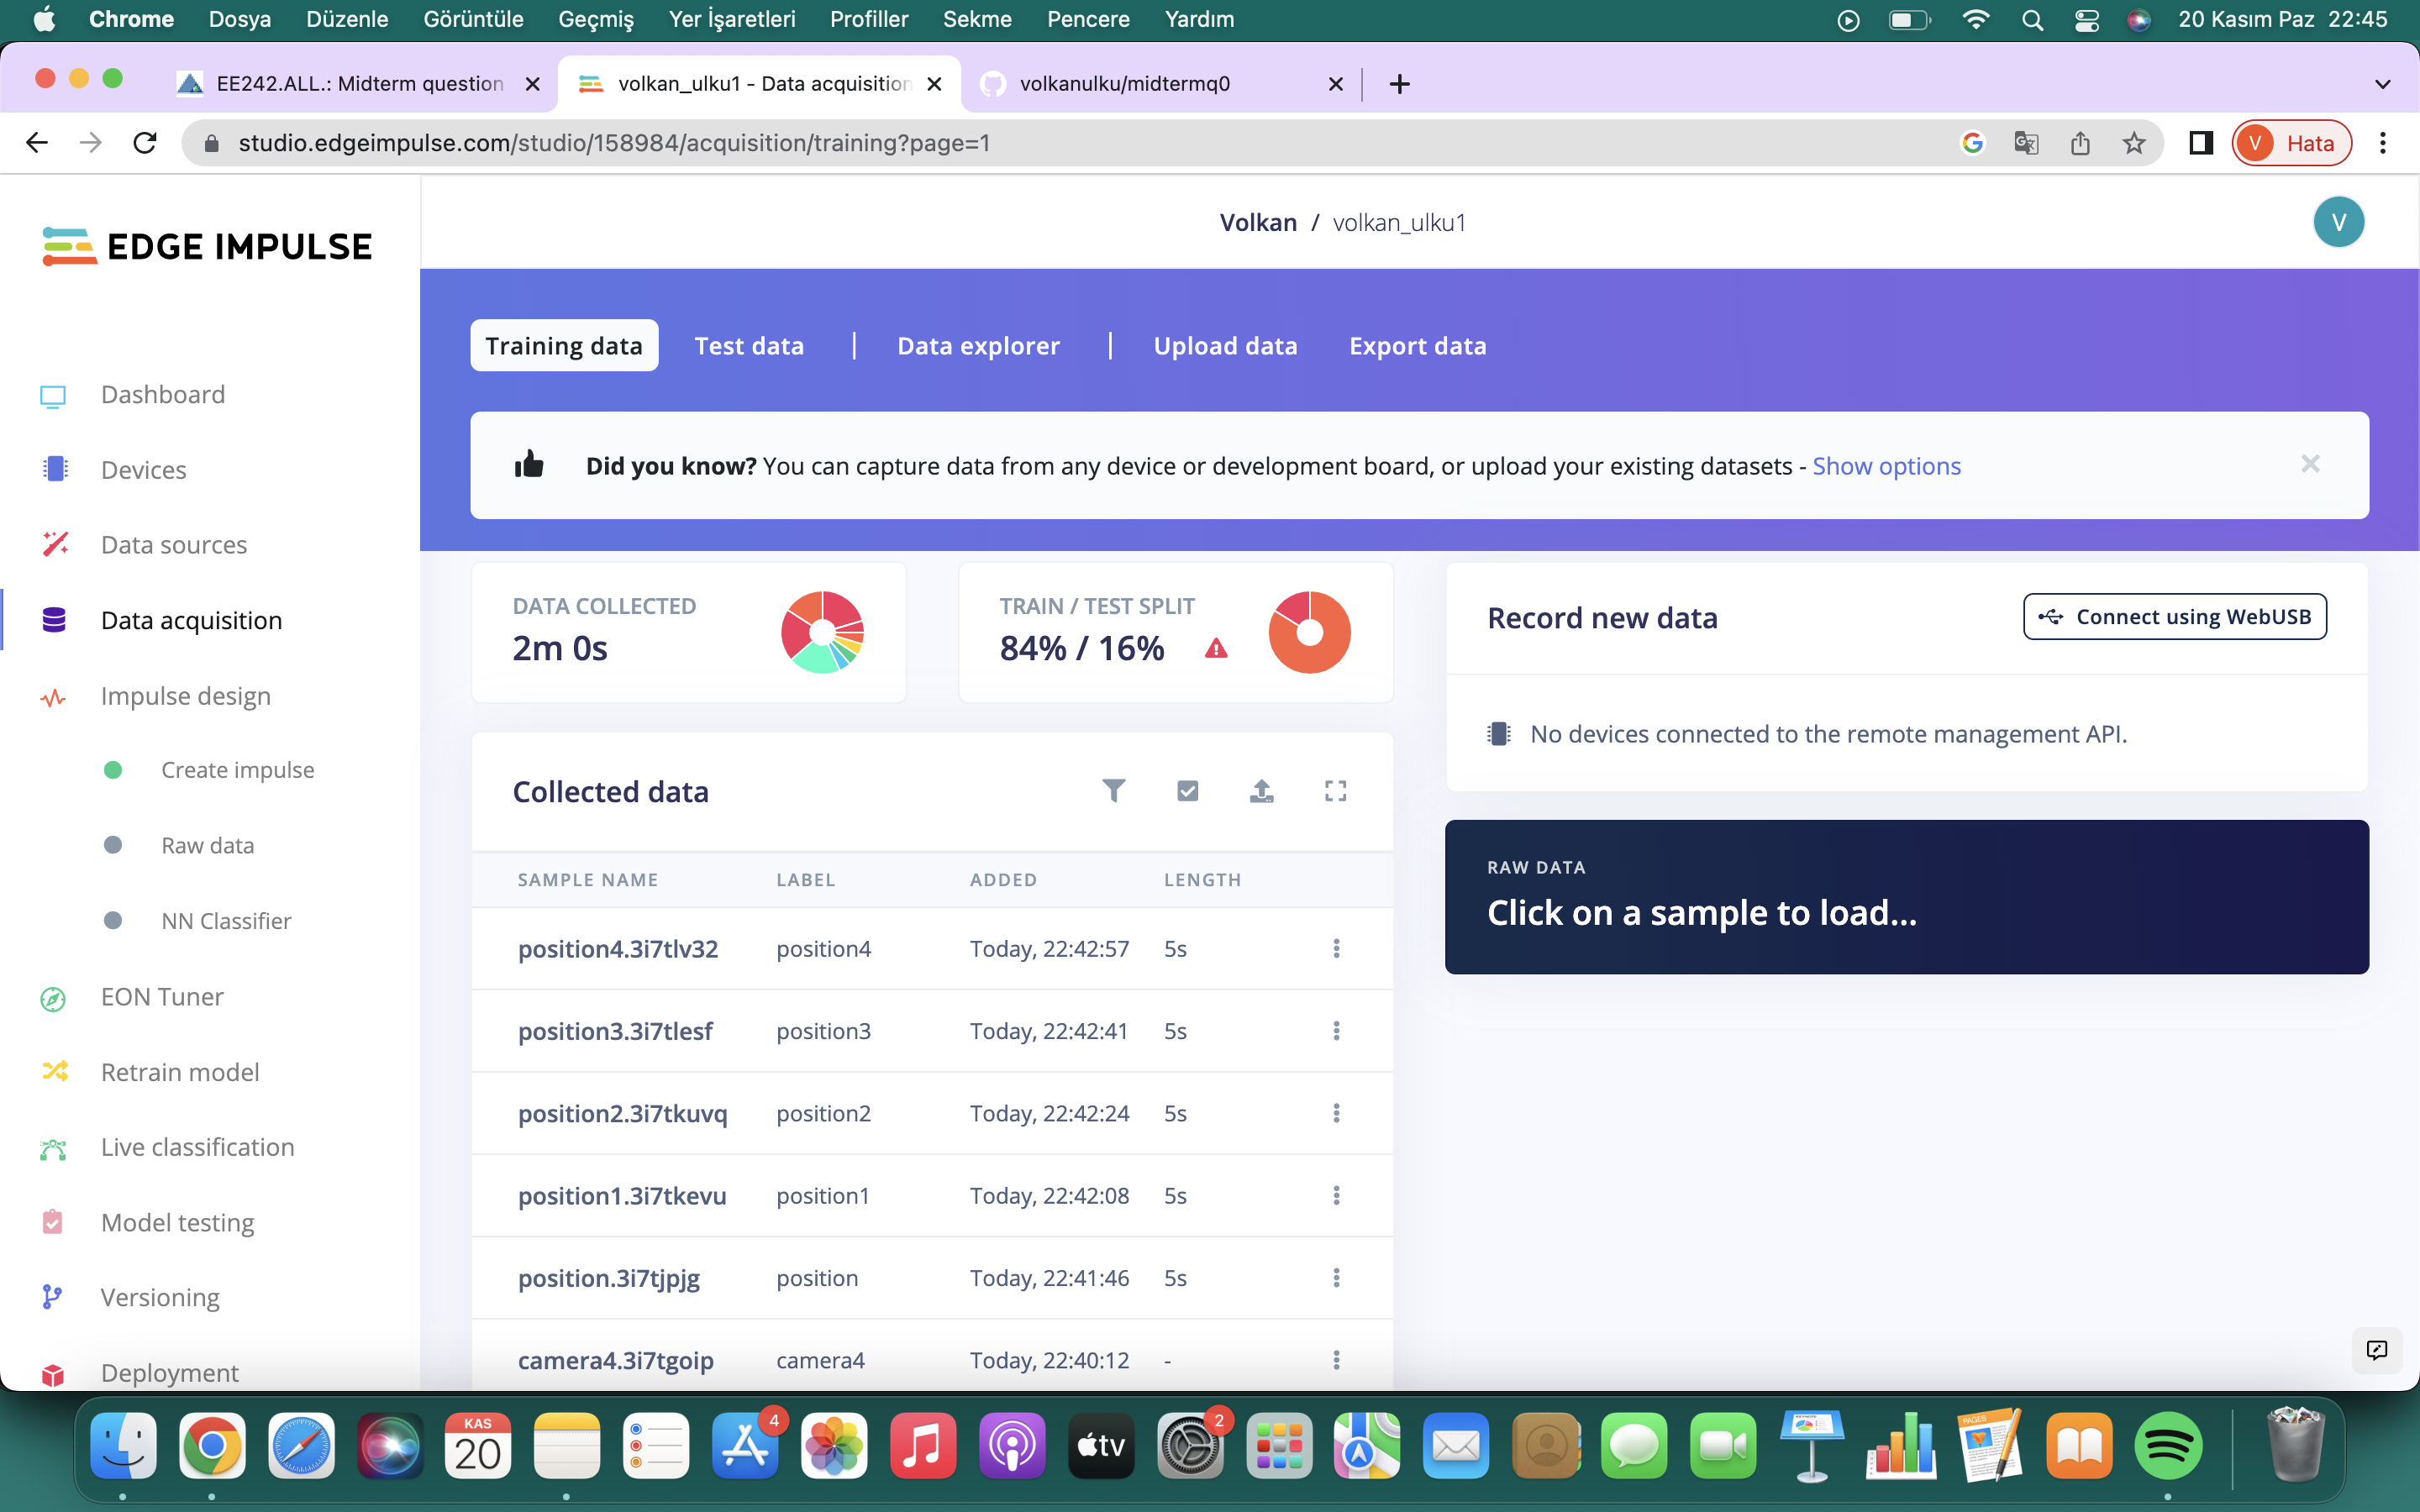 Chrome Dosya Düzenle Görüntüle Geçmiş Yer İşaretleri Profiller Sekme Pencere Yardım 20 Kasım Paz 22:45
EE242.ALL.: Midterm question volkan_ulku1 - Data acquisition volkanulku/midtermq0
studio.edgeimpulse.com/studio/158984/acquisition/training?page=1 V Hata
EDGE IMPULSE
Volkan / volkan_ulku1 V
Training data Test data | Data explorer | Upload data Export data
Did you know? You can capture data from any device or development board, or upload your existing datasets - Show options
Dashboard
Devices
Data sources
Data acquisition
Impulse design
Create impulse
Raw data
NN Classifier
EON Tuner
Retrain model
Live classification
Model testing
Versioning
Deployment
DATA COLLECTED
2m 0s
TRAIN / TEST SPLIT
84% / 16%
Collected data
SAMPLE NAME LABEL ADDED LENGTH
position4.3i7tlv32 position4 Today, 22:42:57 5s
position3.3i7tlesf position3 Today, 22:42:41 5s
position2.3i7tkuvq position2 Today, 22:42:24 5s
position1.3i7tkevu position1 Today, 22:42:08 5s
position.3i7tjpjg position Today, 22:41:46 5s
camera4.3i7tgoip camera4 Today, 22:40:12 -
Record new data Connect using WebUSB
No devices connected to the remote management API.
RAW DATA
Click on a sample to load...
KAS
20
4
tv
2
PAGES